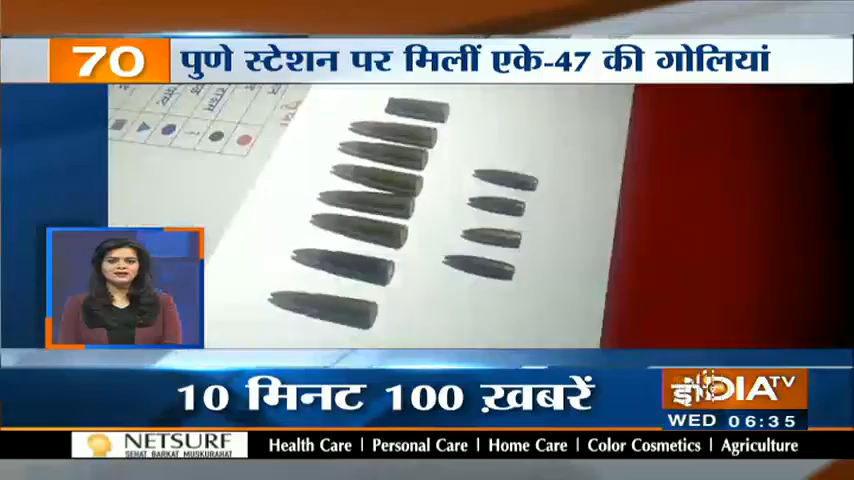 70 पुणे स्टेशन पर मिलीं एके-47 की गोलियां
10 मिनट 100 ख़बरें
इंDIA TV
WED 06:35
NETSURF
SEHAT BARKAT MUSKURAHAT
Health Care | Personal Care | Home Care | Color Cosmetics | Agriculture